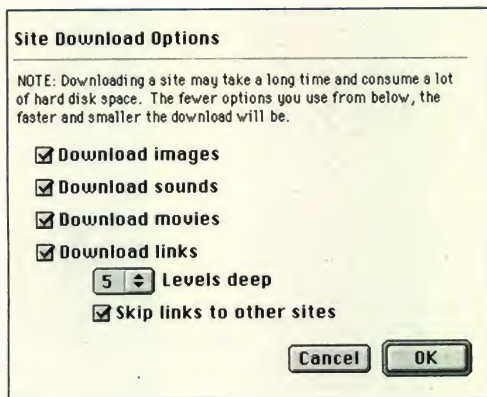 Site Download Options
NOTE: Downloading a site may take a long time and consume a lot
of hard disk space. The fewer options you use from below, the
faster and smaller the download will be.
Download images
Download sounds
Download movies
Download links
5 Levels deep
Skip links to other sites
Cancel OK